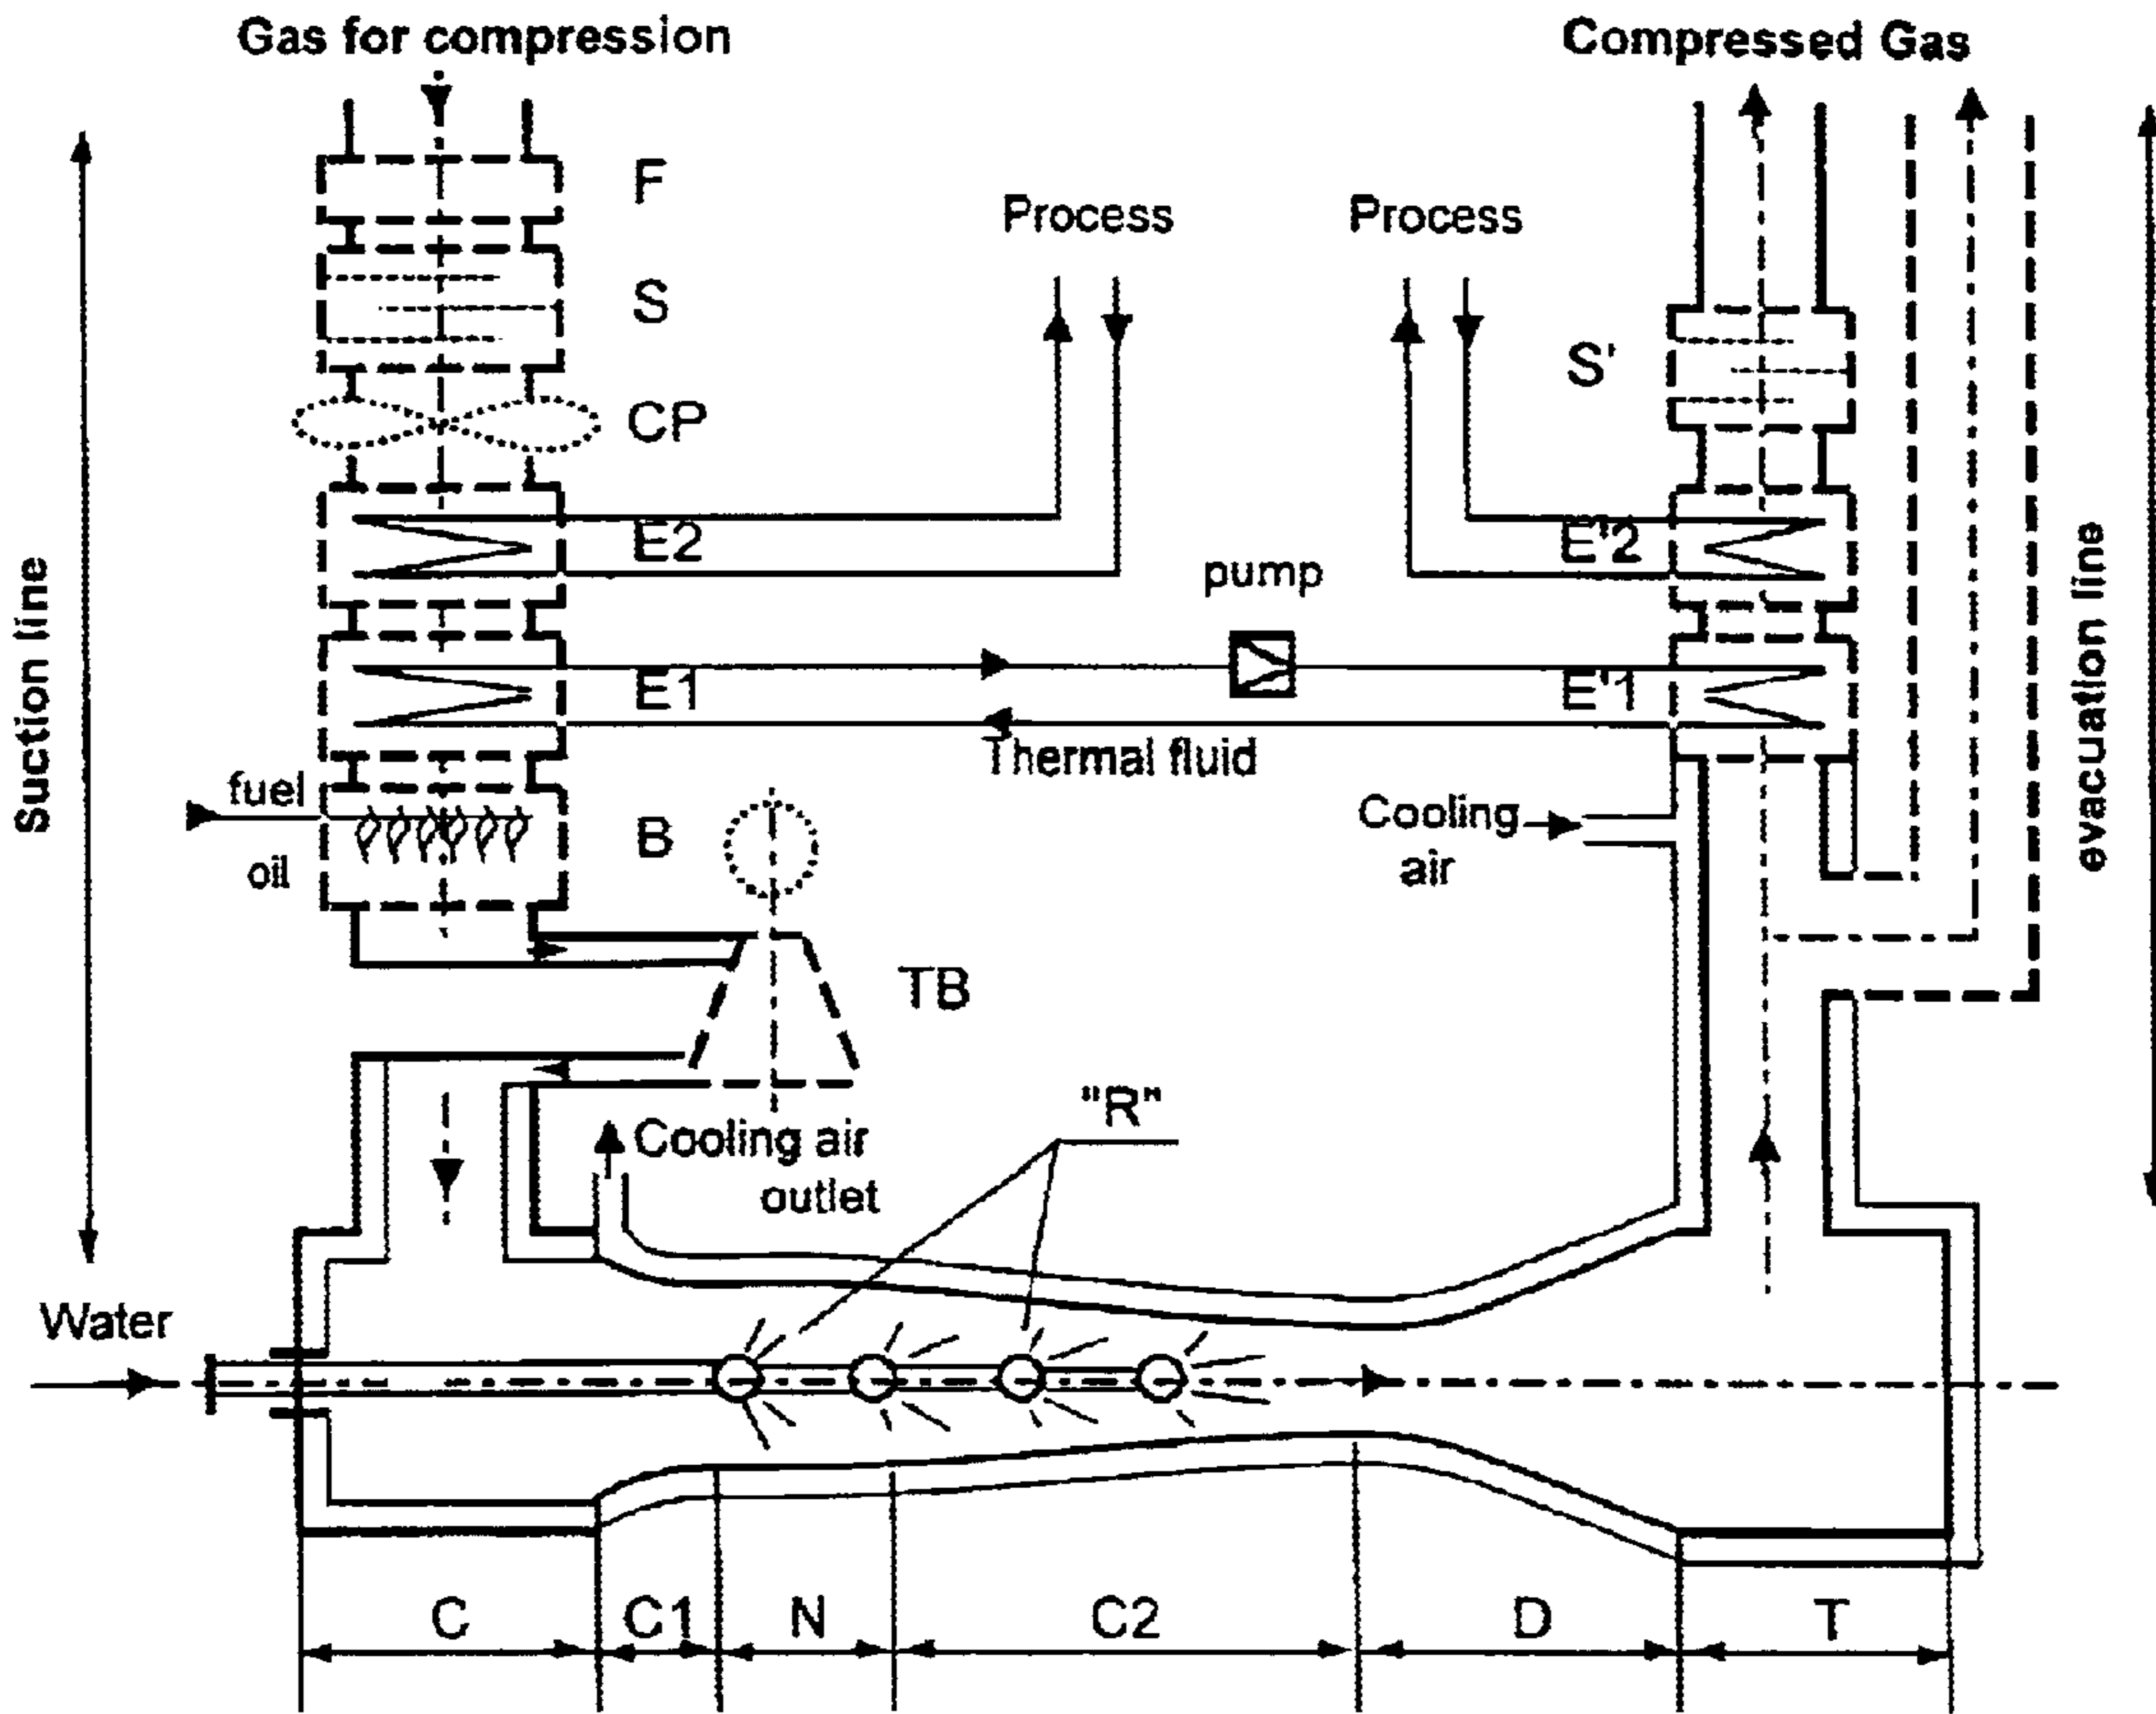 Gas for compression
Compressed Gas
F
S
CP
Process
Process
S'
E2
E'2
pump
E1
E'1
Thermal fluid
Suction line
evacuation line
fuel
oil
B
Cooling
air
TB
"R"
Cooling air
outlet
Water
C
C1
N
C2
D
T